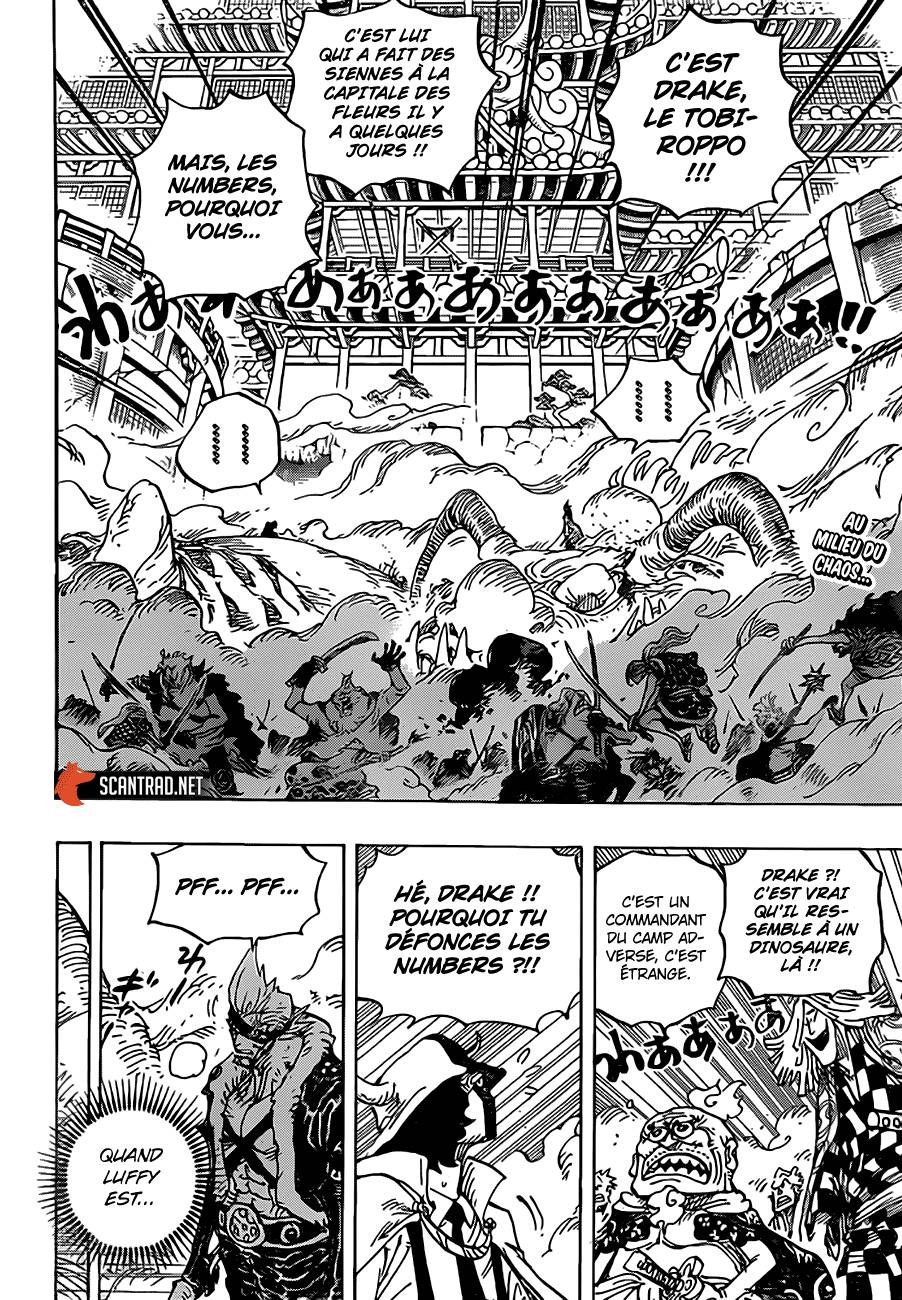 C'EST
DRAKE,
LE TOBI-
ROPPO
!!!
C'EST LUI
QUI A FAIT DES
SIENNES À LA
CAPITALE DES
FLEURS IL Y
A QUELQUES
JOURS !!
MAIS, LES
NUMBERS,
POURQUOI
VOUS...
わあああああああああ!!
AU
MILIEU DU
CHAOS...
SCANTRAD.NET
DRAKE ?!
C'EST VRAI
QU'IL RES-
SEMBLE À UN
DINOSAURE,
LÀ !!
C'EST UN
COMMANDANT
DU CAMP AD-
VERSE, C'EST
ÉTRANGE.
わあああああ
HÉ, DRAKE !!
POURQUOI TU
DÉFONCES LES
NUMBERS ?!!
PFF... PFF...
QUAND
LUFFY
EST...